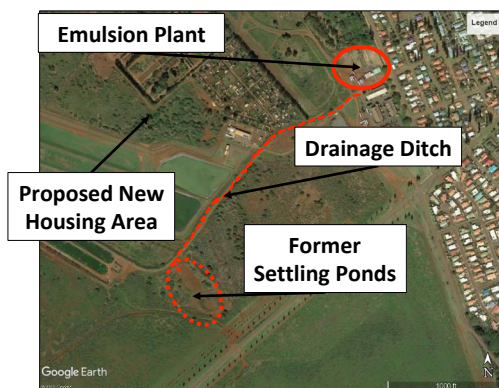 Legend
Emulsion Plant
Drainage Ditch
Proposed New
Housing Area
Former
Settling Ponds
Google Earth
N
1000 ft